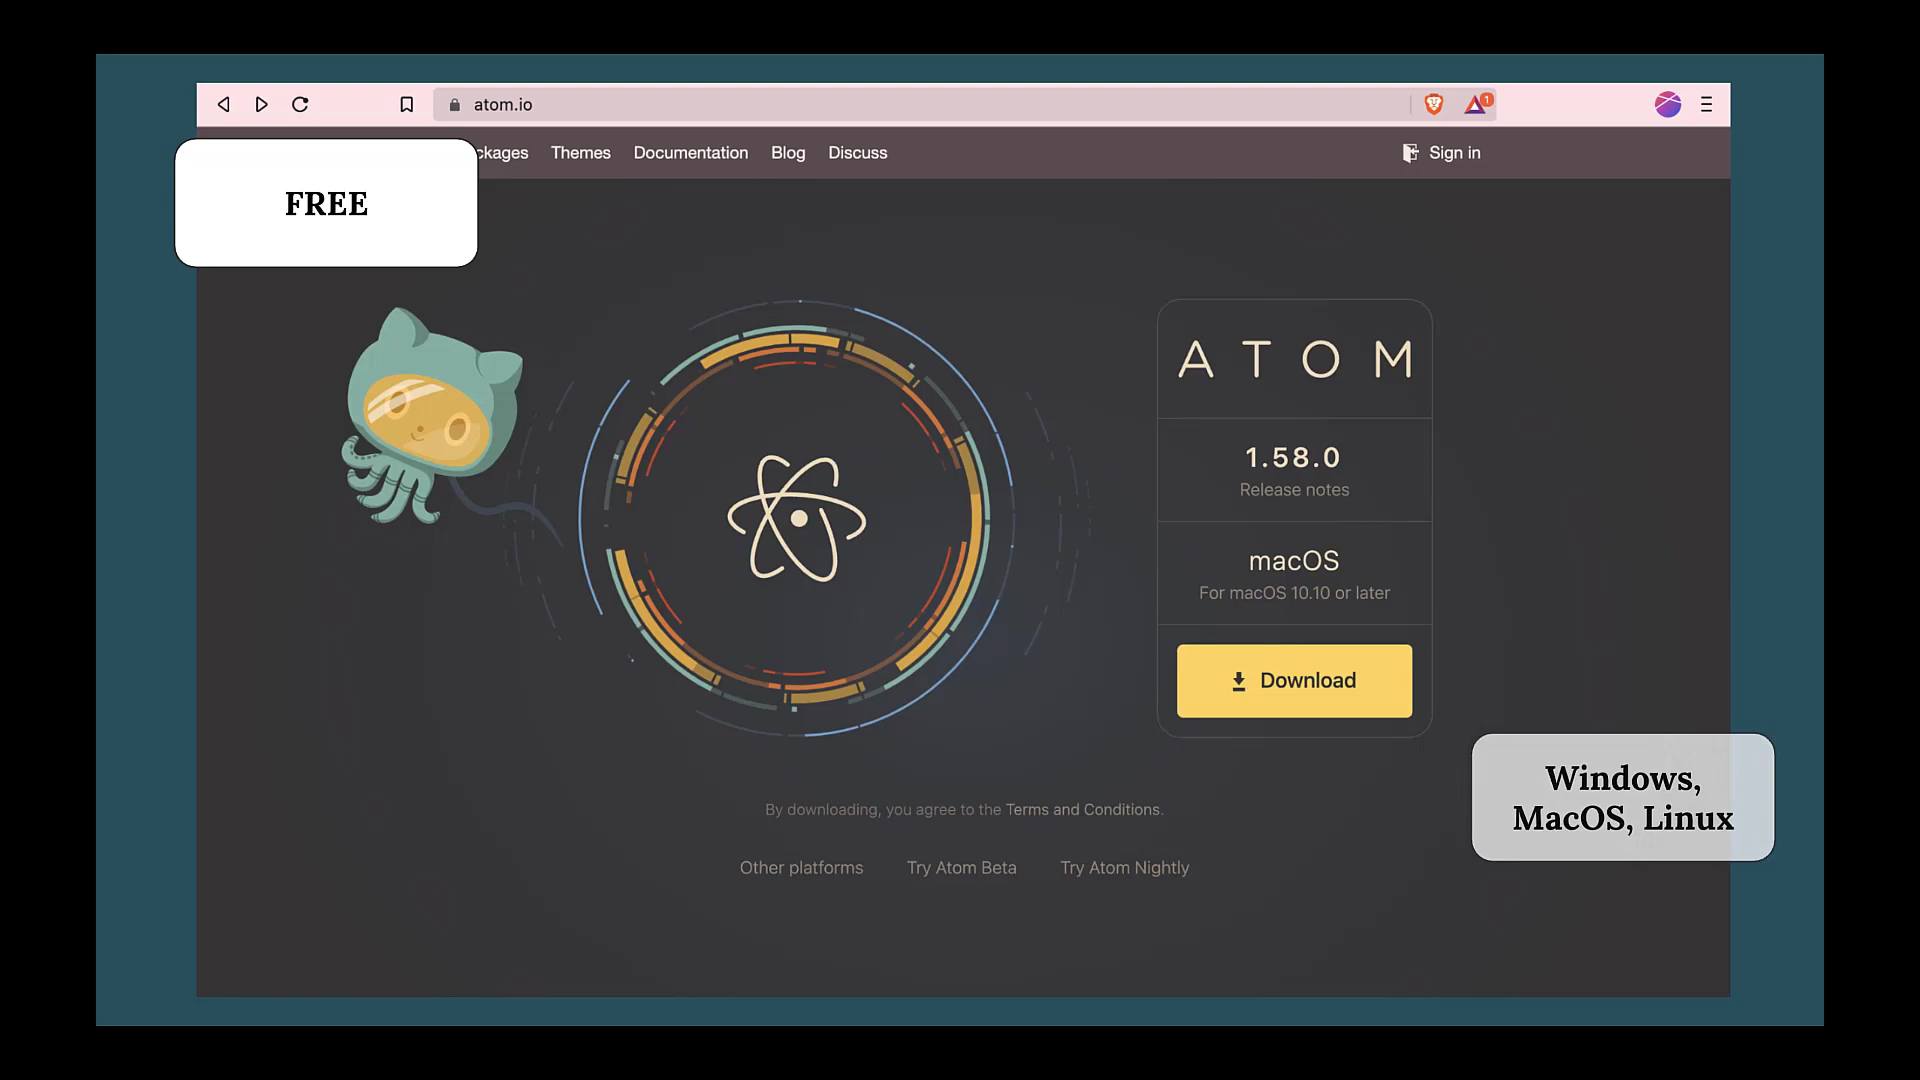 atom.io
1
ckages Themes Documentation Blog Discuss Sign in
FREE
ATOM
1.58.0
Release notes
macOS
For macOS 10.10 or later
Download
Windows,
MacOS, Linux
By downloading, you agree to the Terms and Conditions.
Other platforms Try Atom Beta Try Atom Nightly